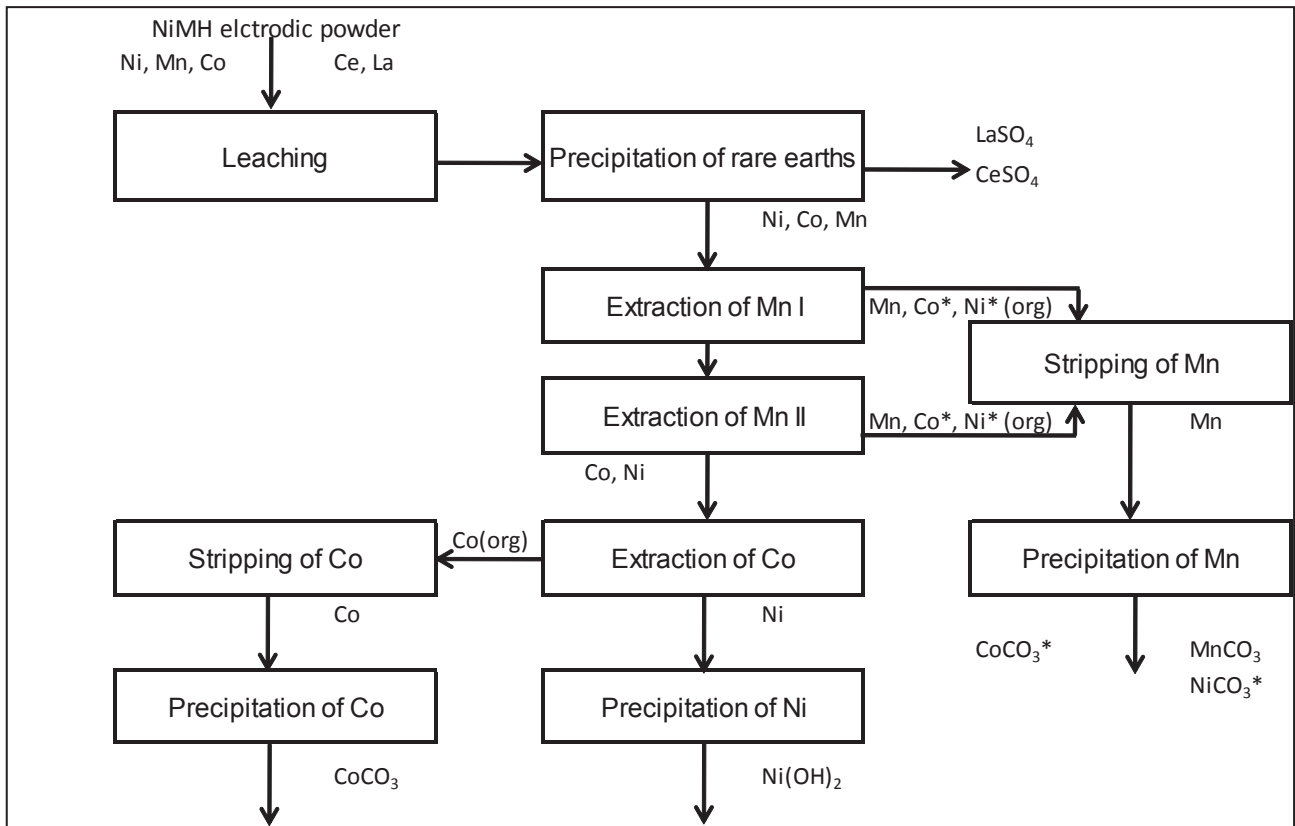 NiMH elctrodic powder
Ni, Mn, Co
Ce, La
Leaching
Precipitation of rare earths
LaSO₄
CeSO₄
Ni, Co, Mn
Extraction of Mn I
Mn, Co*, Ni* (org)
Stripping of Mn
Extraction of Mn II
Mn, Co*, Ni* (org)
Mn
Co, Ni
Stripping of Co
Co(org)
Extraction of Co
Precipitation of Mn
Co
Ni
CoCO₃*
MnCO₃
NiCO₃*
Precipitation of Co
Precipitation of Ni
CoCO₃
Ni(OH)₂